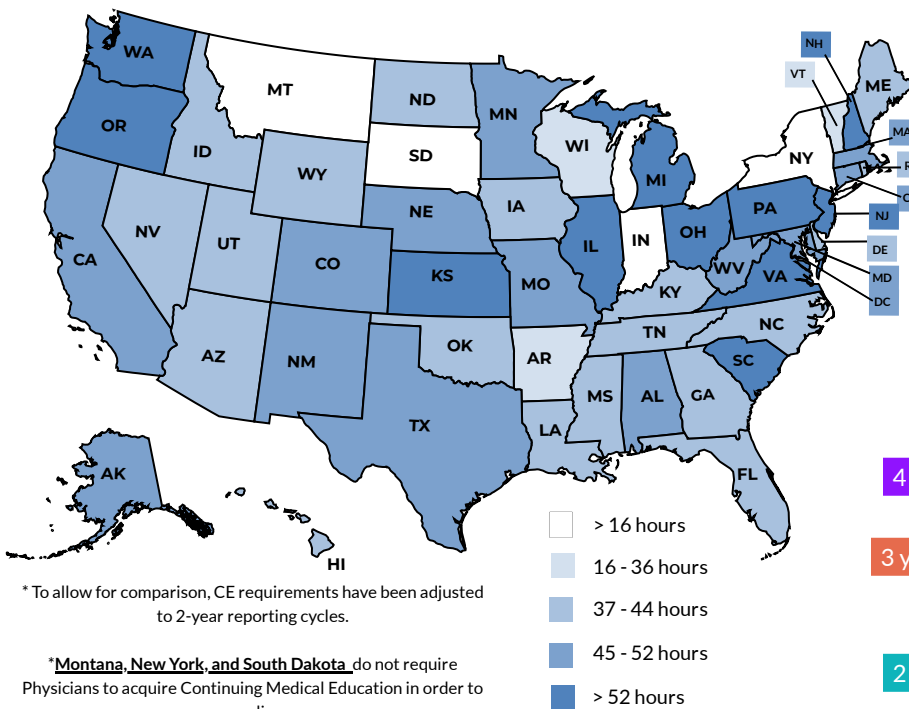 WA
MT
ND
MN
OR
ID
SD
WI
WY
MI
NY
ME
NH
VT
MA
NV
UT
NE
IA
CA
CO
KS
IL
IN
OH
PA
NJ
DE
MD
DC
MO
WV
VA
KY
AZ
NM
OK
AR
TN
NC
SC
TX
LA
MS
AL
GA
FL
AK
HI
> 16 hours
16 - 36 hours
37 - 44 hours
45 - 52 hours
> 52 hours
* To allow for comparison, CE requirements have been adjusted
to 2-year reporting cycles.
*Montana, New York, and South Dakota do not require
Physicians to acquire Continuing Medical Education in order to
4
3 y
2